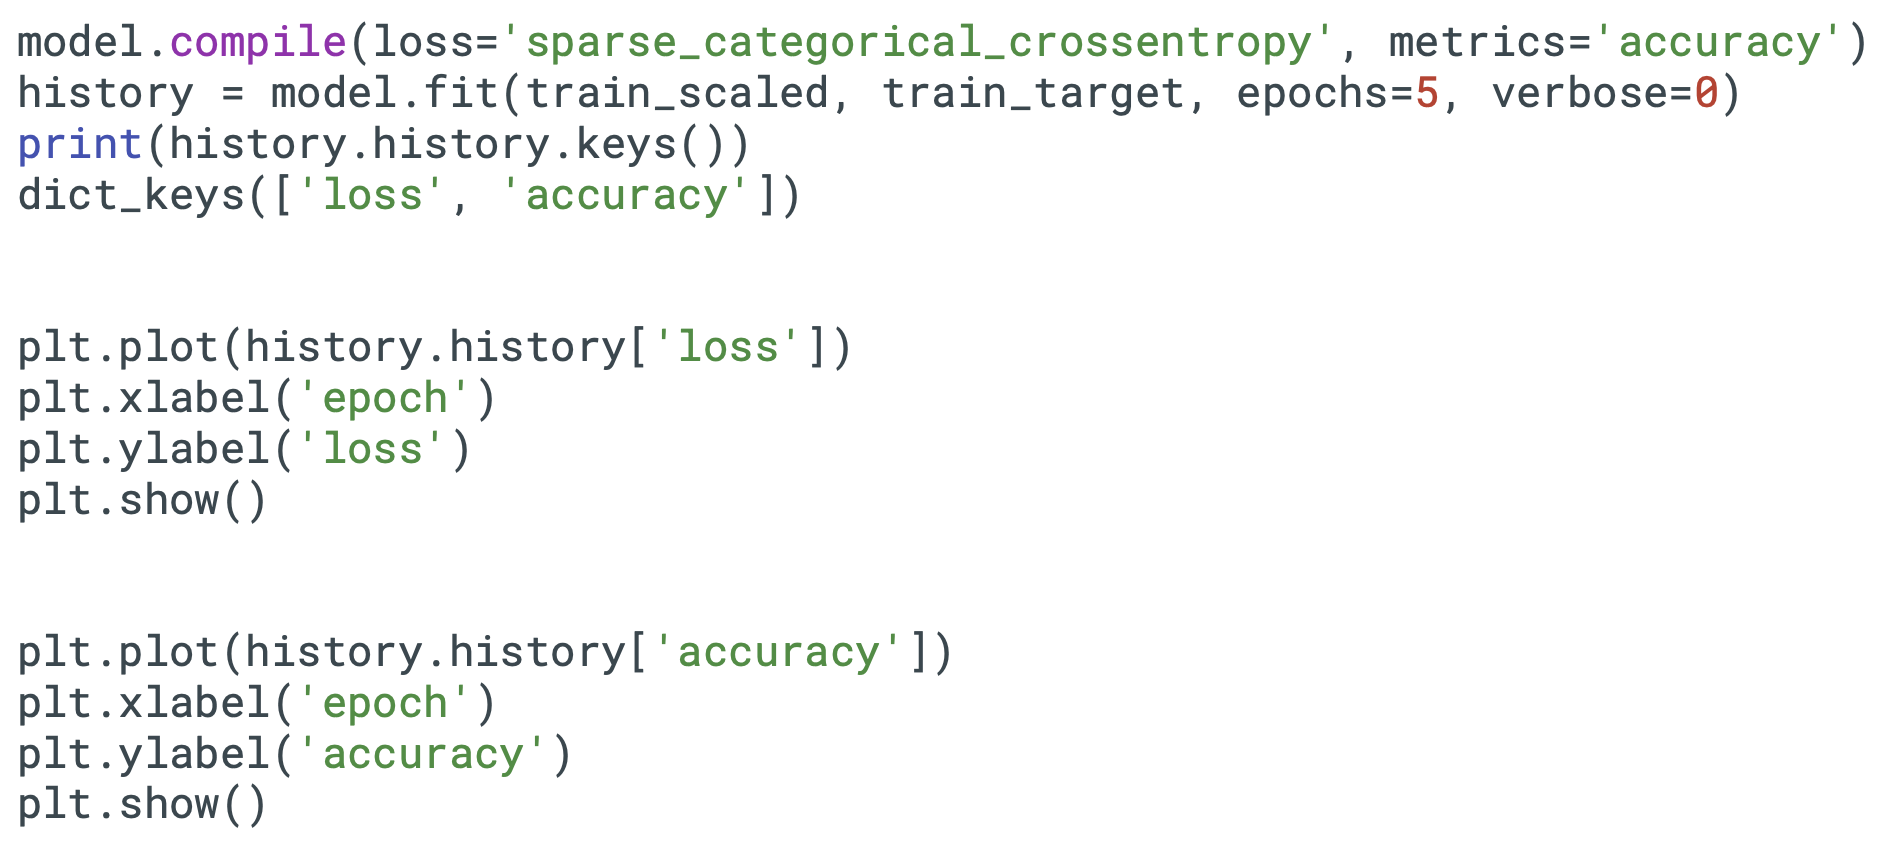 model.compile(loss='sparse_categorical_crossentropy', metrics='accuracy')
history = model.fit(train_scaled, train_target, epochs=5, verbose=0)
print(history.history.keys())
dict_keys(['loss', 'accuracy'])
plt.plot(history.history['loss'])
plt.xlabel('epoch')
plt.ylabel('loss')
plt.show()
plt.plot(history.history['accuracy'])
plt.xlabel('epoch')
plt.ylabel('accuracy')
plt.show()